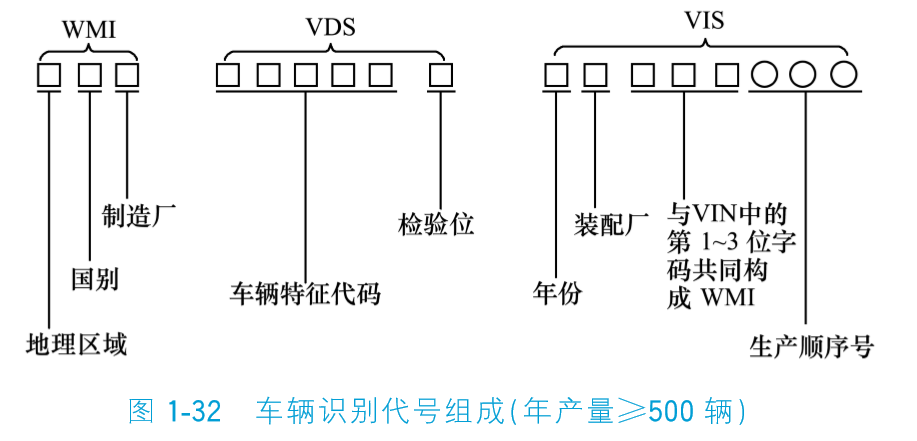 WMI
VDS
VIS
制造厂
国别
地理区域
检验位
车辆特征代码
装配厂
年份
与VIN中的
第 1~3 位字
码共同构
成 WMI
生产顺序号
图 1-32 车辆识别代号组成(年产量≥500 辆)